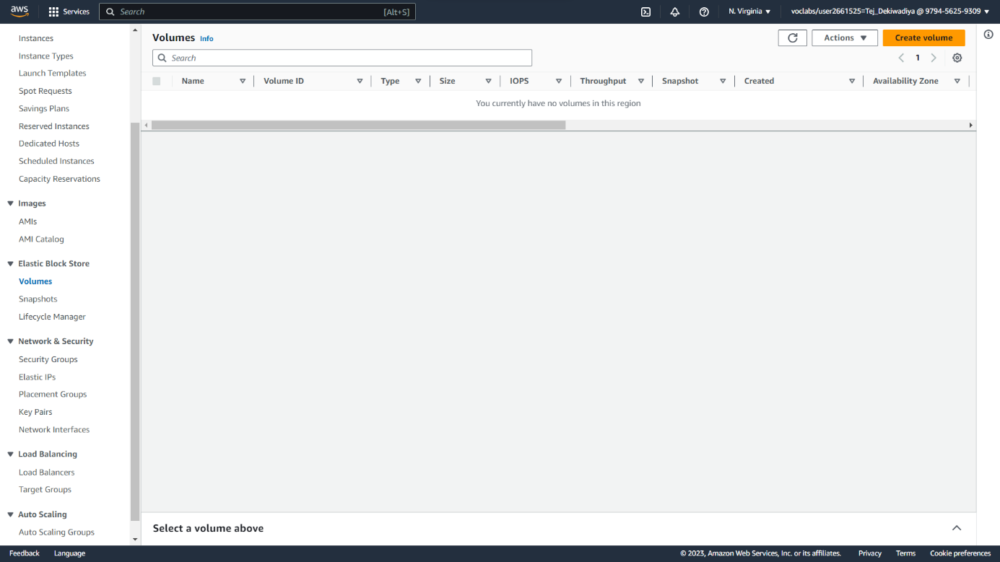 aws Services Search [Alt+S] N. Virginia voclabs/user2661525=Tej_Dekiwadiya @ 9794-5625-9309
Instances
Instance Types
Launch Templates
Spot Requests
Savings Plans
Reserved Instances
Dedicated Hosts
Scheduled Instances
Capacity Reservations
Images
AMIs
AMI Catalog
Elastic Block Store
Volumes
Snapshots
Lifecycle Manager
Network & Security
Security Groups
Elastic IPs
Placement Groups
Key Pairs
Network Interfaces
Load Balancing
Load Balancers
Target Groups
Auto Scaling
Auto Scaling Groups
Volumes Info Actions Create volume
Search 1
Name Volume ID Type Size IOPS Throughput Snapshot Created Availability Zone
You currently have no volumes in this region
Select a volume above
Feedback Language © 2023, Amazon Web Services, Inc. or its affiliates. Privacy Terms Cookie preferences